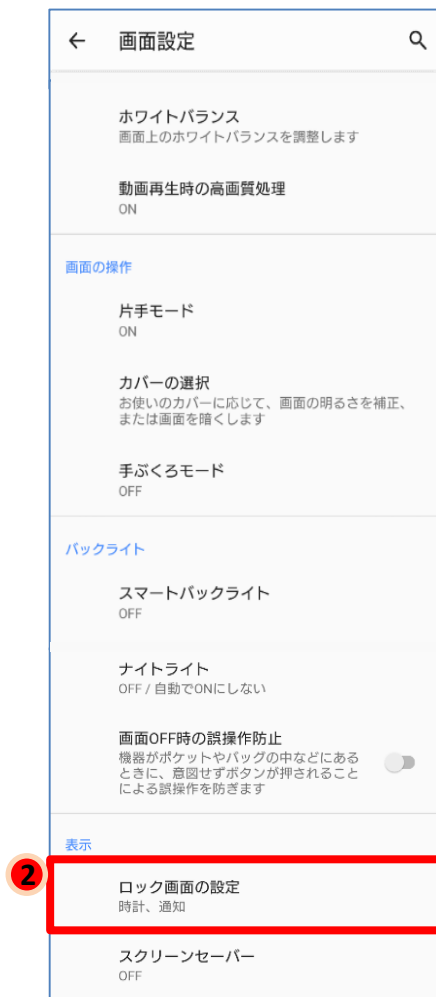 画面設定
ホワイトバランス
画面上のホワイトバランスを調整します
動画再生時の高画質処理
ON
画面の操作
片手モード
ON
カバーの選択
お使いのカバーに応じて、画面の明るさを補正、
または画面を暗くします
手ぶくろモード
OFF
バックライト
スマートバックライト
OFF
ナイトライト
OFF / 自動でONにしない
画面OFF時の誤操作防止
機器がポケットやバッグの中などにある
ときに、意図せずボタンが押されること
による誤操作を防ぎます
表示
2
ロック画面の設定
時計、通知
スクリーンセーバー
OFF